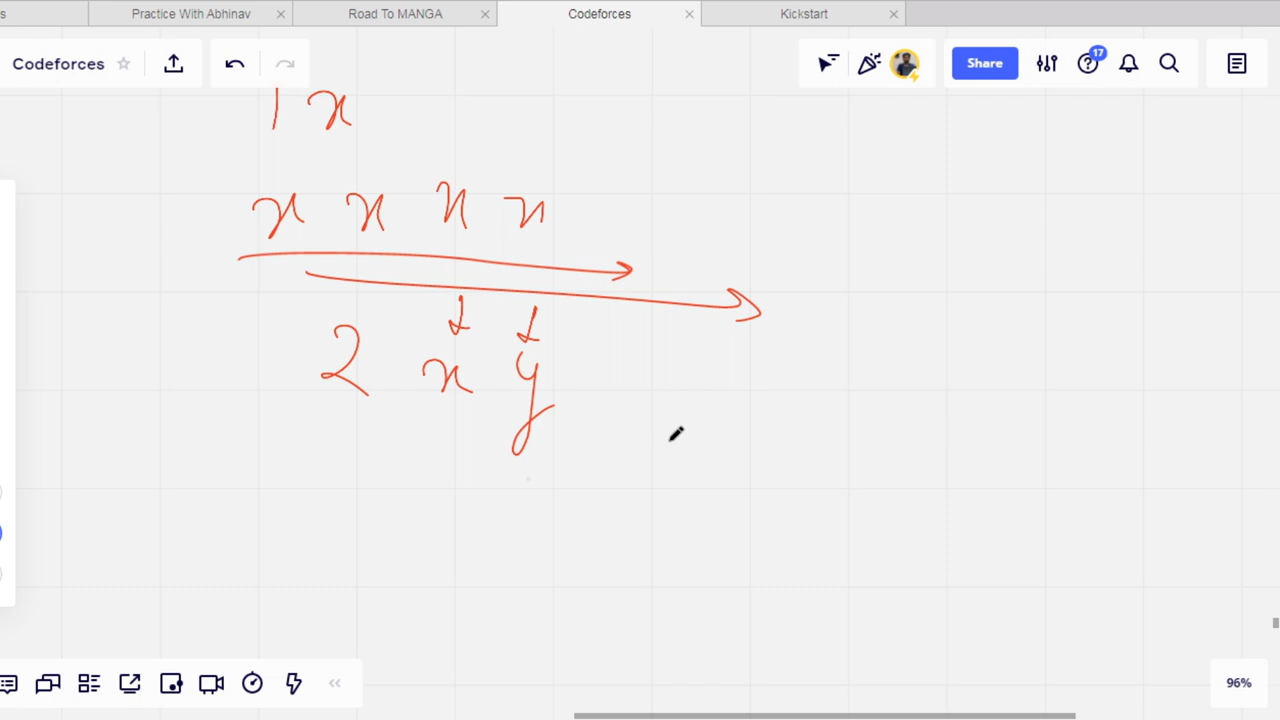 s Practice With Abhinav Road To MANGA Codeforces Kickstart
Codeforces Share 17
1 x
x x x x
2 x y
96%